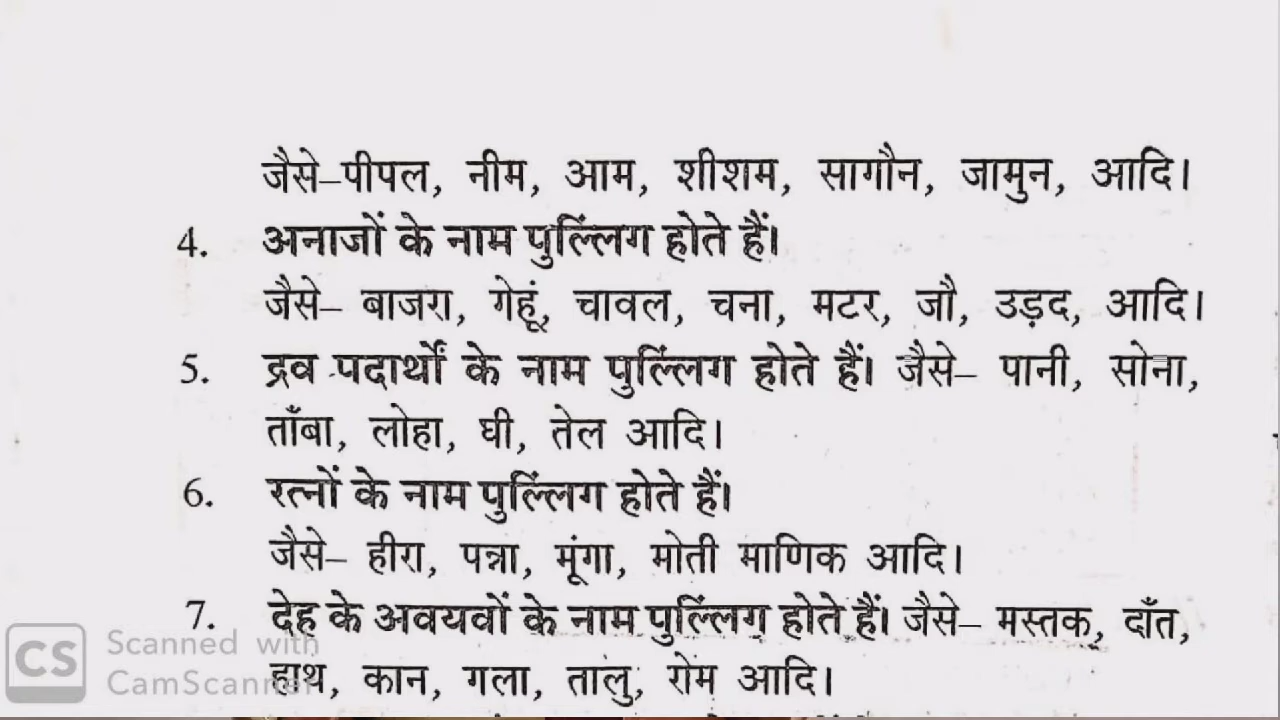 जैसे–पीपल, नीम, आम, शीशम, सागौन, जामुन, आदि।
4. अनाजों के नाम पुल्लिंग होते हैं।
जैसे– बाजरा, गेहूं, चावल, चना, मटर, जौ, उड़द, आदि।
5. द्रव पदार्थों के नाम पुल्लिंग होते हैं। जैसे– पानी, सोना,
ताँबा, लोहा, घी, तेल आदि।
6. रत्नों के नाम पुल्लिंग होते हैं।
जैसे– हीरा, पन्ना, मूंगा, मोती माणिक आदि।
7. देह के अवयवों के नाम पुल्लिंग होते हैं। जैसे– मस्तक, दाँत,
हाथ, कान, गला, तालु, रोम आदि।
CS Scanned with
CamScanner